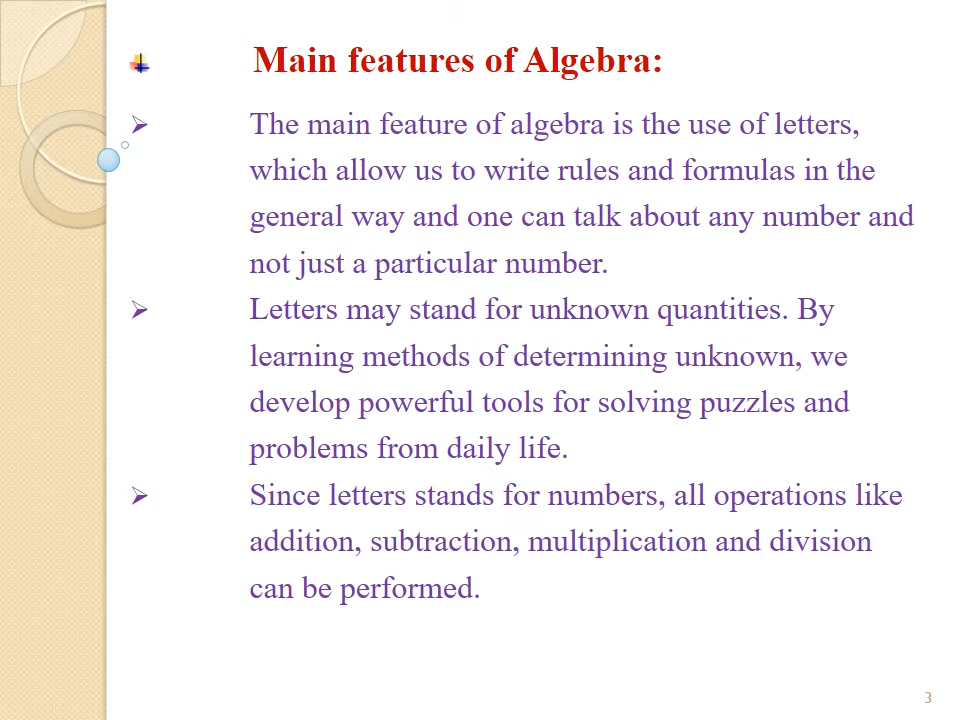 Main features of Algebra:
The main feature of algebra is the use of letters,
which allow us to write rules and formulas in the
general way and one can talk about any number and
not just a particular number.
Letters may stand for unknown quantities. By
learning methods of determining unknown, we
develop powerful tools for solving puzzles and
problems from daily life.
Since letters stands for numbers, all operations like
addition, subtraction, multiplication and division
can be performed.
3